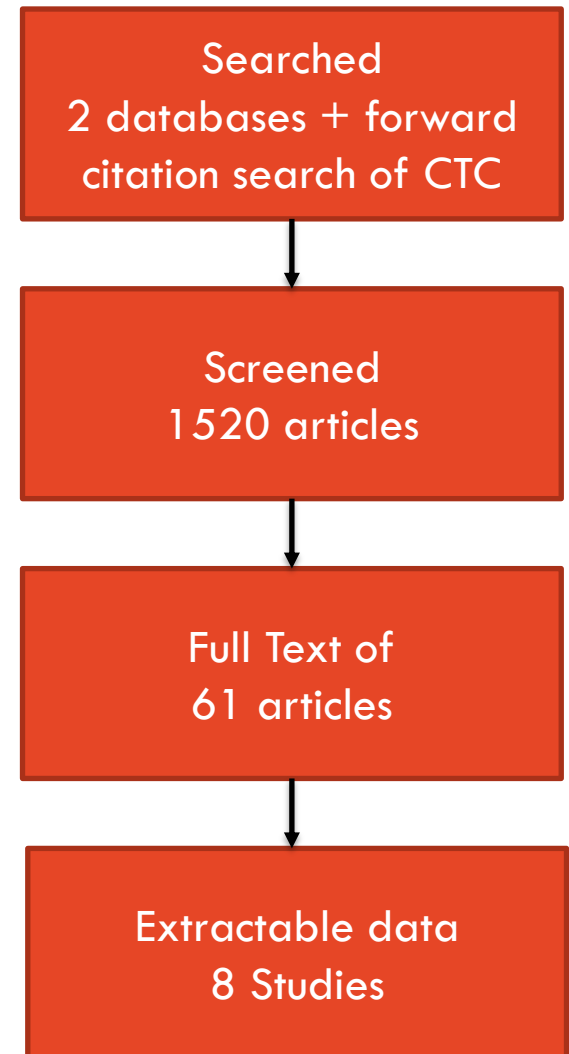 Searched
2 databases + forward
citation search of CTC
Screened
1520 articles
Full Text of
61 articles
Extractable data
8 Studies